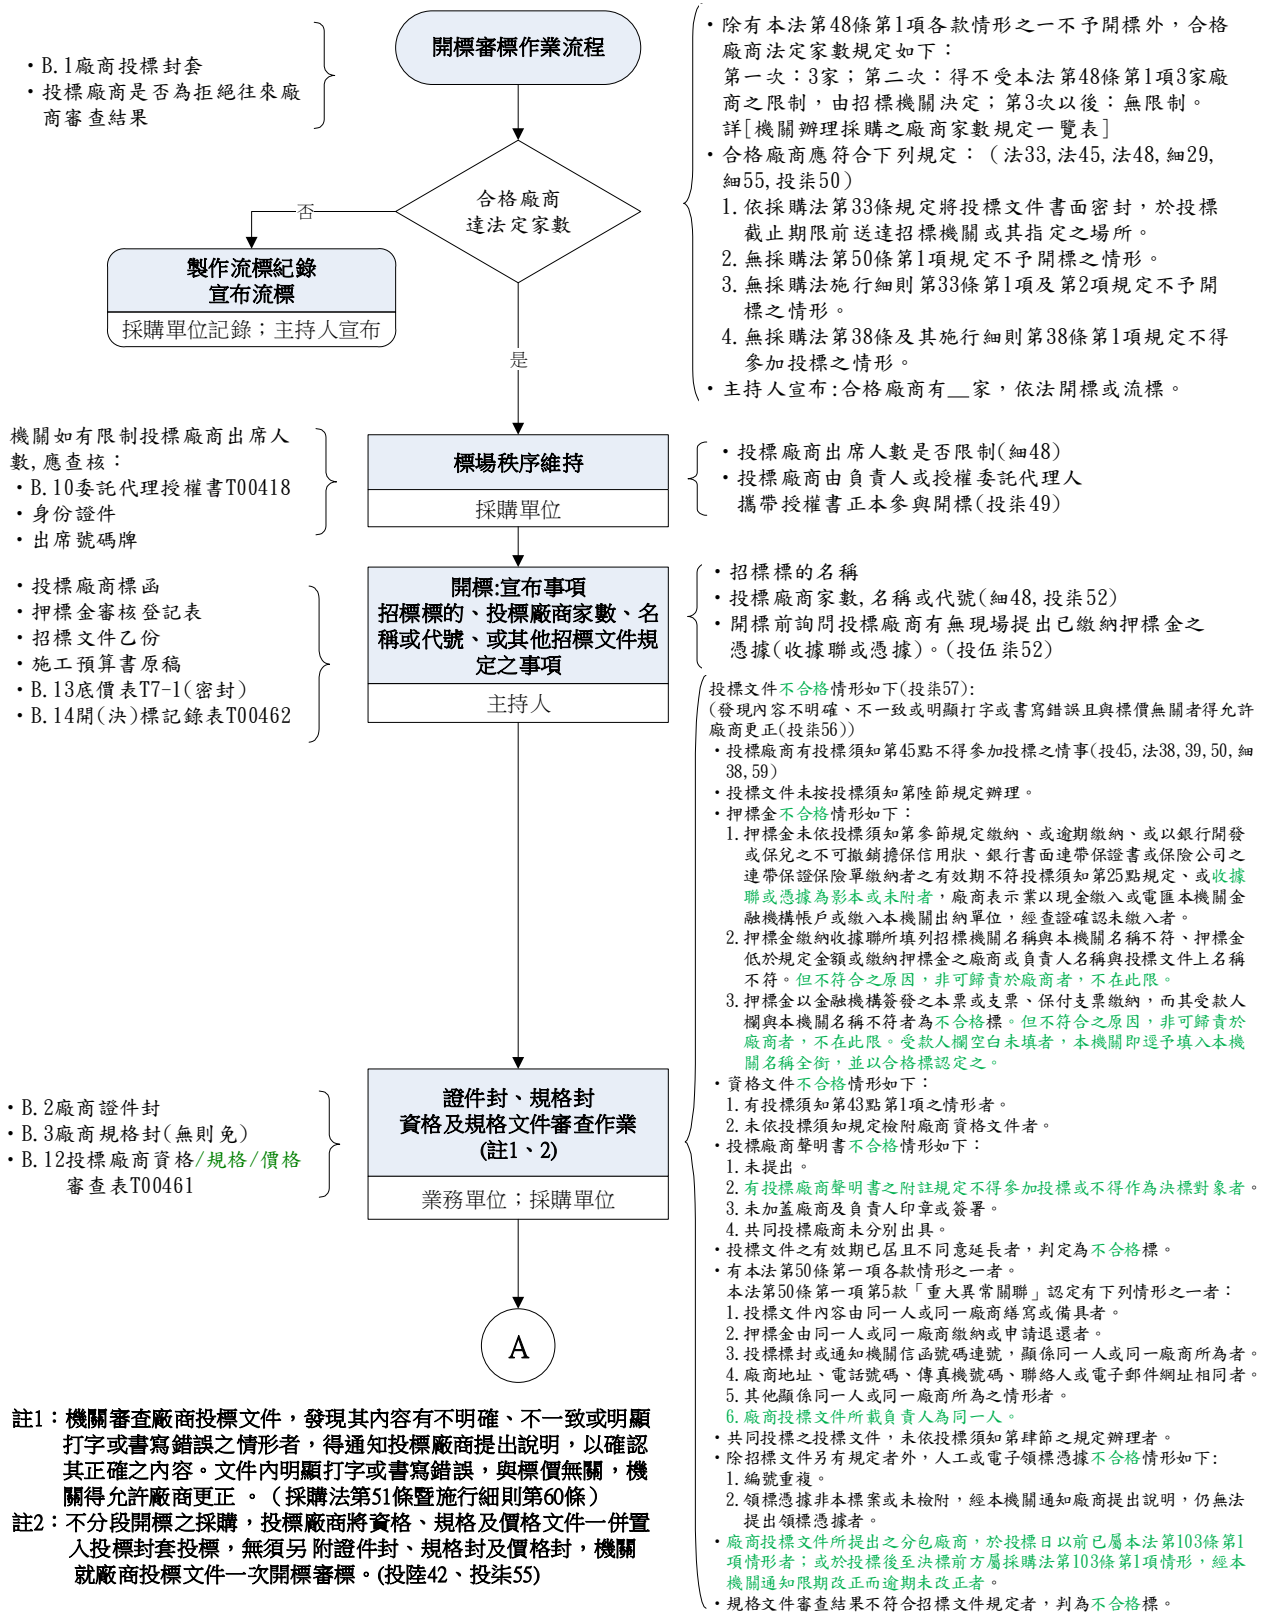 開標審標作業流程
・B.1廠商投標封套
・投標廠商是否為拒絕往來廠
商審查結果
・除有本法第48條第1項各款情形之一不予開標外，合格
廠商法定家數規定如下：
第一次：3家；第二次：得不受本法第48條第1項3家廠
商之限制，由招標機關決定；第3次以後：無限制。
詳[機關辦理採購之廠商家數規定一覽表]
・合格廠商應符合下列規定：（法33,法45,法48,細29,
細55,投柒50）
1.依採購法第33條規定將投標文件書面密封，於投標
截止期限前送達招標機關或其指定之場所。
2.無採購法第50條第1項規定不予開標之情形。
3.無採購法施行細則第33條第1項及第2項規定不予開
標之情形。
4.無採購法第38條及其施行細則第38條第1項規定不得
參加投標之情形。
・主持人宣布:合格廠商有__家，依法開標或流標。
合格廠商
達法定家數
否
製作流標紀錄
宣布流標
採購單位記錄；主持人宣布
是
機關如有限制投標廠商出席人
數,應查核：
・B.10委託代理授權書T00418
・身份證件
・出席號碼牌
標場秩序維持
採購單位
・投標廠商出席人數是否限制(細48)
・投標廠商由負責人或授權委託代理人
攜帶授權書正本參與開標(投柒49)
・投標廠商標函
・押標金審核登記表
・招標文件乙份
・施工預算書原稿
・B.13底價表T7-1(密封)
・B.14開(決)標記錄表T00462
開標:宣布事項
招標標的、投標廠商家數、名
稱或代號、或其他招標文件規
定之事項
主持人
・招標標的名稱
・投標廠商家數,名稱或代號(細48,投柒52)
・開標前詢問投標廠商有無現場提出已繳納押標金之
憑據(收據聯或憑據)。(投伍柒52)
投標文件不合格情形如下(投柒57):
(發現內容不明確、不一致或明顯打字或書寫錯誤且與標價無關者得允許
廠商更正(投柒56))
・投標廠商有投標須知第45點不得參加投標之情事(投45,法38,39,50,細
38,59)
・投標文件未按投標須知第陸節規定辦理。
・押標金不合格情形如下：
1.押標金未依投標須知第參節規定繳納、或逾期繳納、或以銀行開發
或保兌之不可撤銷擔保信用狀、銀行書面連帶保證書或保險公司之
連帶保證保險單繳納者之有效期不符投標須知第25點規定、或收據
聯或憑據為影本或未附者，廠商表示業以現金繳入或電匯本機關金
融機構帳戶或繳入本機關出納單位，經查證確認未繳入者。
2.押標金繳納收據聯所填列招標機關名稱與本機關名稱不符、押標金
低於規定金額或繳納押標金之廠商或負責人名稱與投標文件上名稱
不符。但不符合之原因，非可歸責於廠商者，不在此限。
3.押標金以金融機構簽發之本票或支票、保付支票繳納，而其受款人
欄與本機關名稱不符者為不合格標。但不符合之原因，非可歸責於
廠商者，不在此限。受款人欄空白未填者，本機關即逕予填入本機
關名稱全銜，並以合格標認定之。
・資格文件不合格情形如下：
1.有投標須知第43點第1項之情形者。
2.未依投標須知規定檢附廠商資格文件者。
・投標廠商聲明書不合格情形如下：
1.未提出。
2.有投標廠商聲明書之附註規定不得參加投標或不得作為決標對象者。
3.未加蓋廠商及負責人印章或簽署。
4.共同投標廠商未分別出具。
・投標文件之有效期已屆且不同意延長者，判定為不合格標。
・有本法第50條第一項各款情形之一者。
本法第50條第一項第5款「重大異常關聯」認定有下列情形之一者：
1.投標文件內容由同一人或同一廠商繕寫或備具者。
2.押標金由同一人或同一廠商繳納或申請退還者。
3.投標標封或通知機關信函號碼連號，顯係同一人或同一廠商所為者。
4.廠商地址、電話號碼、傳真機號碼、聯絡人或電子郵件網址相同者。
5.其他顯係同一人或同一廠商所為之情形者。
6.廠商投標文件所載負責人為同一人。
・共同投標之投標文件，未依投標須知第肆節之規定辦理者。
・除招標文件另有規定者外，人工或電子領標憑據不合格情形如下:
1.編號重複。
2.領標憑據非本標案或未檢附，經本機關通知廠商提出說明，仍無法
提出領標憑據者。
・廠商投標文件所提出之分包廠商，於投標日以前已屬本法第103條第1
項情形者；或於投標後至決標前方屬採購法第103條第1項情形，經本
機關通知限期改正而逾期未改正者。
・規格文件審查結果不符合招標文件規定者，判為不合格標。
・B.2廠商證件封
・B.3廠商規格封(無則免)
・B.12投標廠商資格/規格/價格
審查表T00461
證件封、規格封
資格及規格文件審查作業
(註1、2)
業務單位；採購單位
A
註1：機關審查廠商投標文件，發現其內容有不明確、不一致或明顯
打字或書寫錯誤之情形者，得通知投標廠商提出說明，以確認
其正確之內容。文件內明顯打字或書寫錯誤，與標價無關，機
關得允許廠商更正 。（採購法第51條暨施行細則第60條）
註2：不分段開標之採購，投標廠商將資格、規格及價格文件一併置
入投標封套投標，無須另 附證件封、規格封及價格封，機關
就廠商投標文件一次開標審標。(投陸42、投柒55)